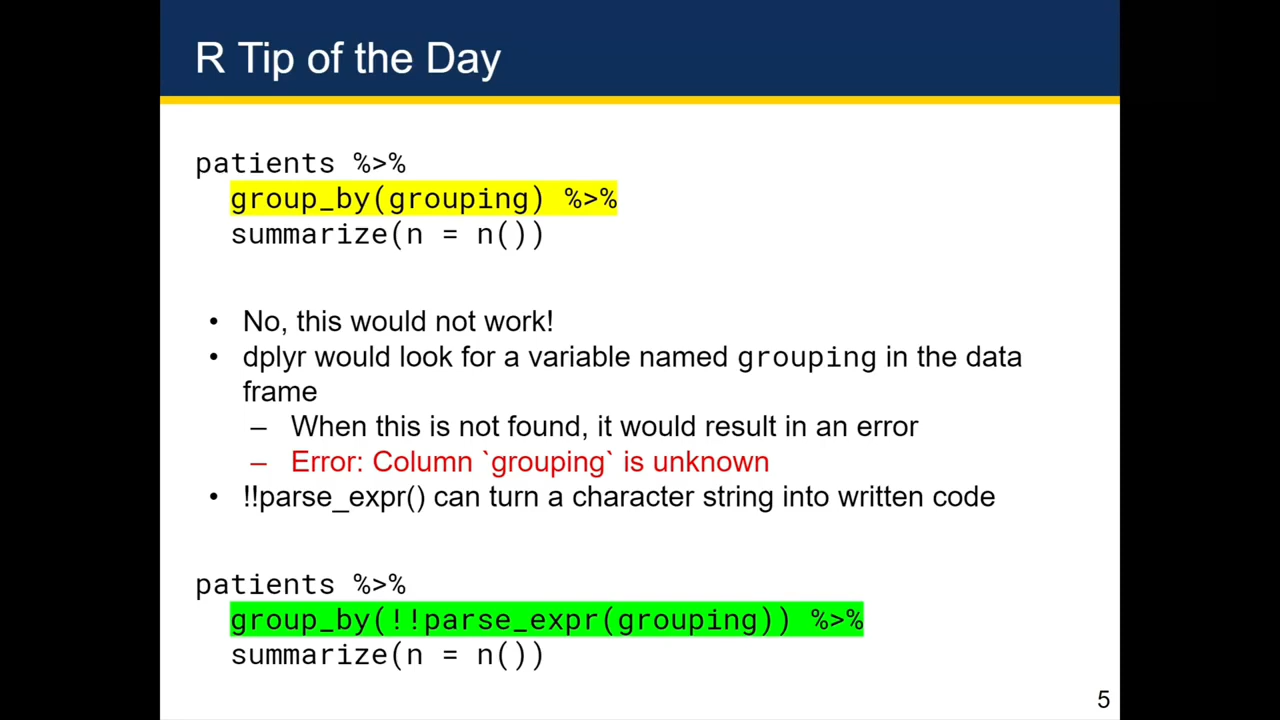 R Tip of the Day
patients %>%
group_by(grouping) %>%
summarize(n = n())
• No, this would not work!
• dplyr would look for a variable named grouping in the data
frame
– When this is not found, it would result in an error
– Error: Column `grouping` is unknown
• !!parse_expr() can turn a character string into written code
patients %>%
group_by(!!parse_expr(grouping)) %>%
summarize(n = n())
5